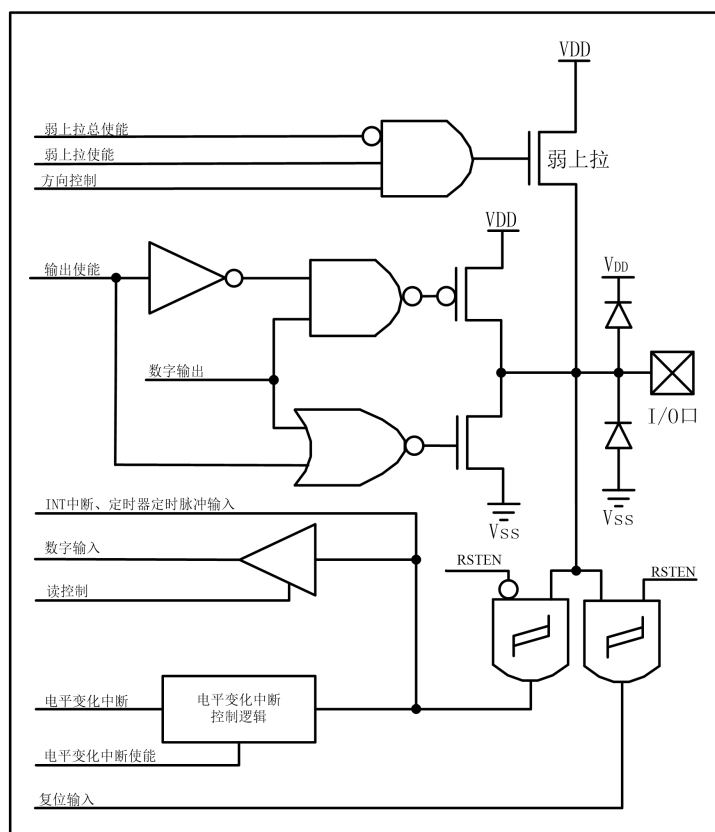 VDD
弱上拉总使能
弱上拉使能
方向控制
弱上拉
VDD
输出使能
VDD
数字输出
I/O口
INT中断、定时器定时脉冲输入
Vss
Vss
数字输入
RSTEN
RSTEN
读控制
电平变化中断
电平变化中断
控制逻辑
电平变化中断使能
复位输入